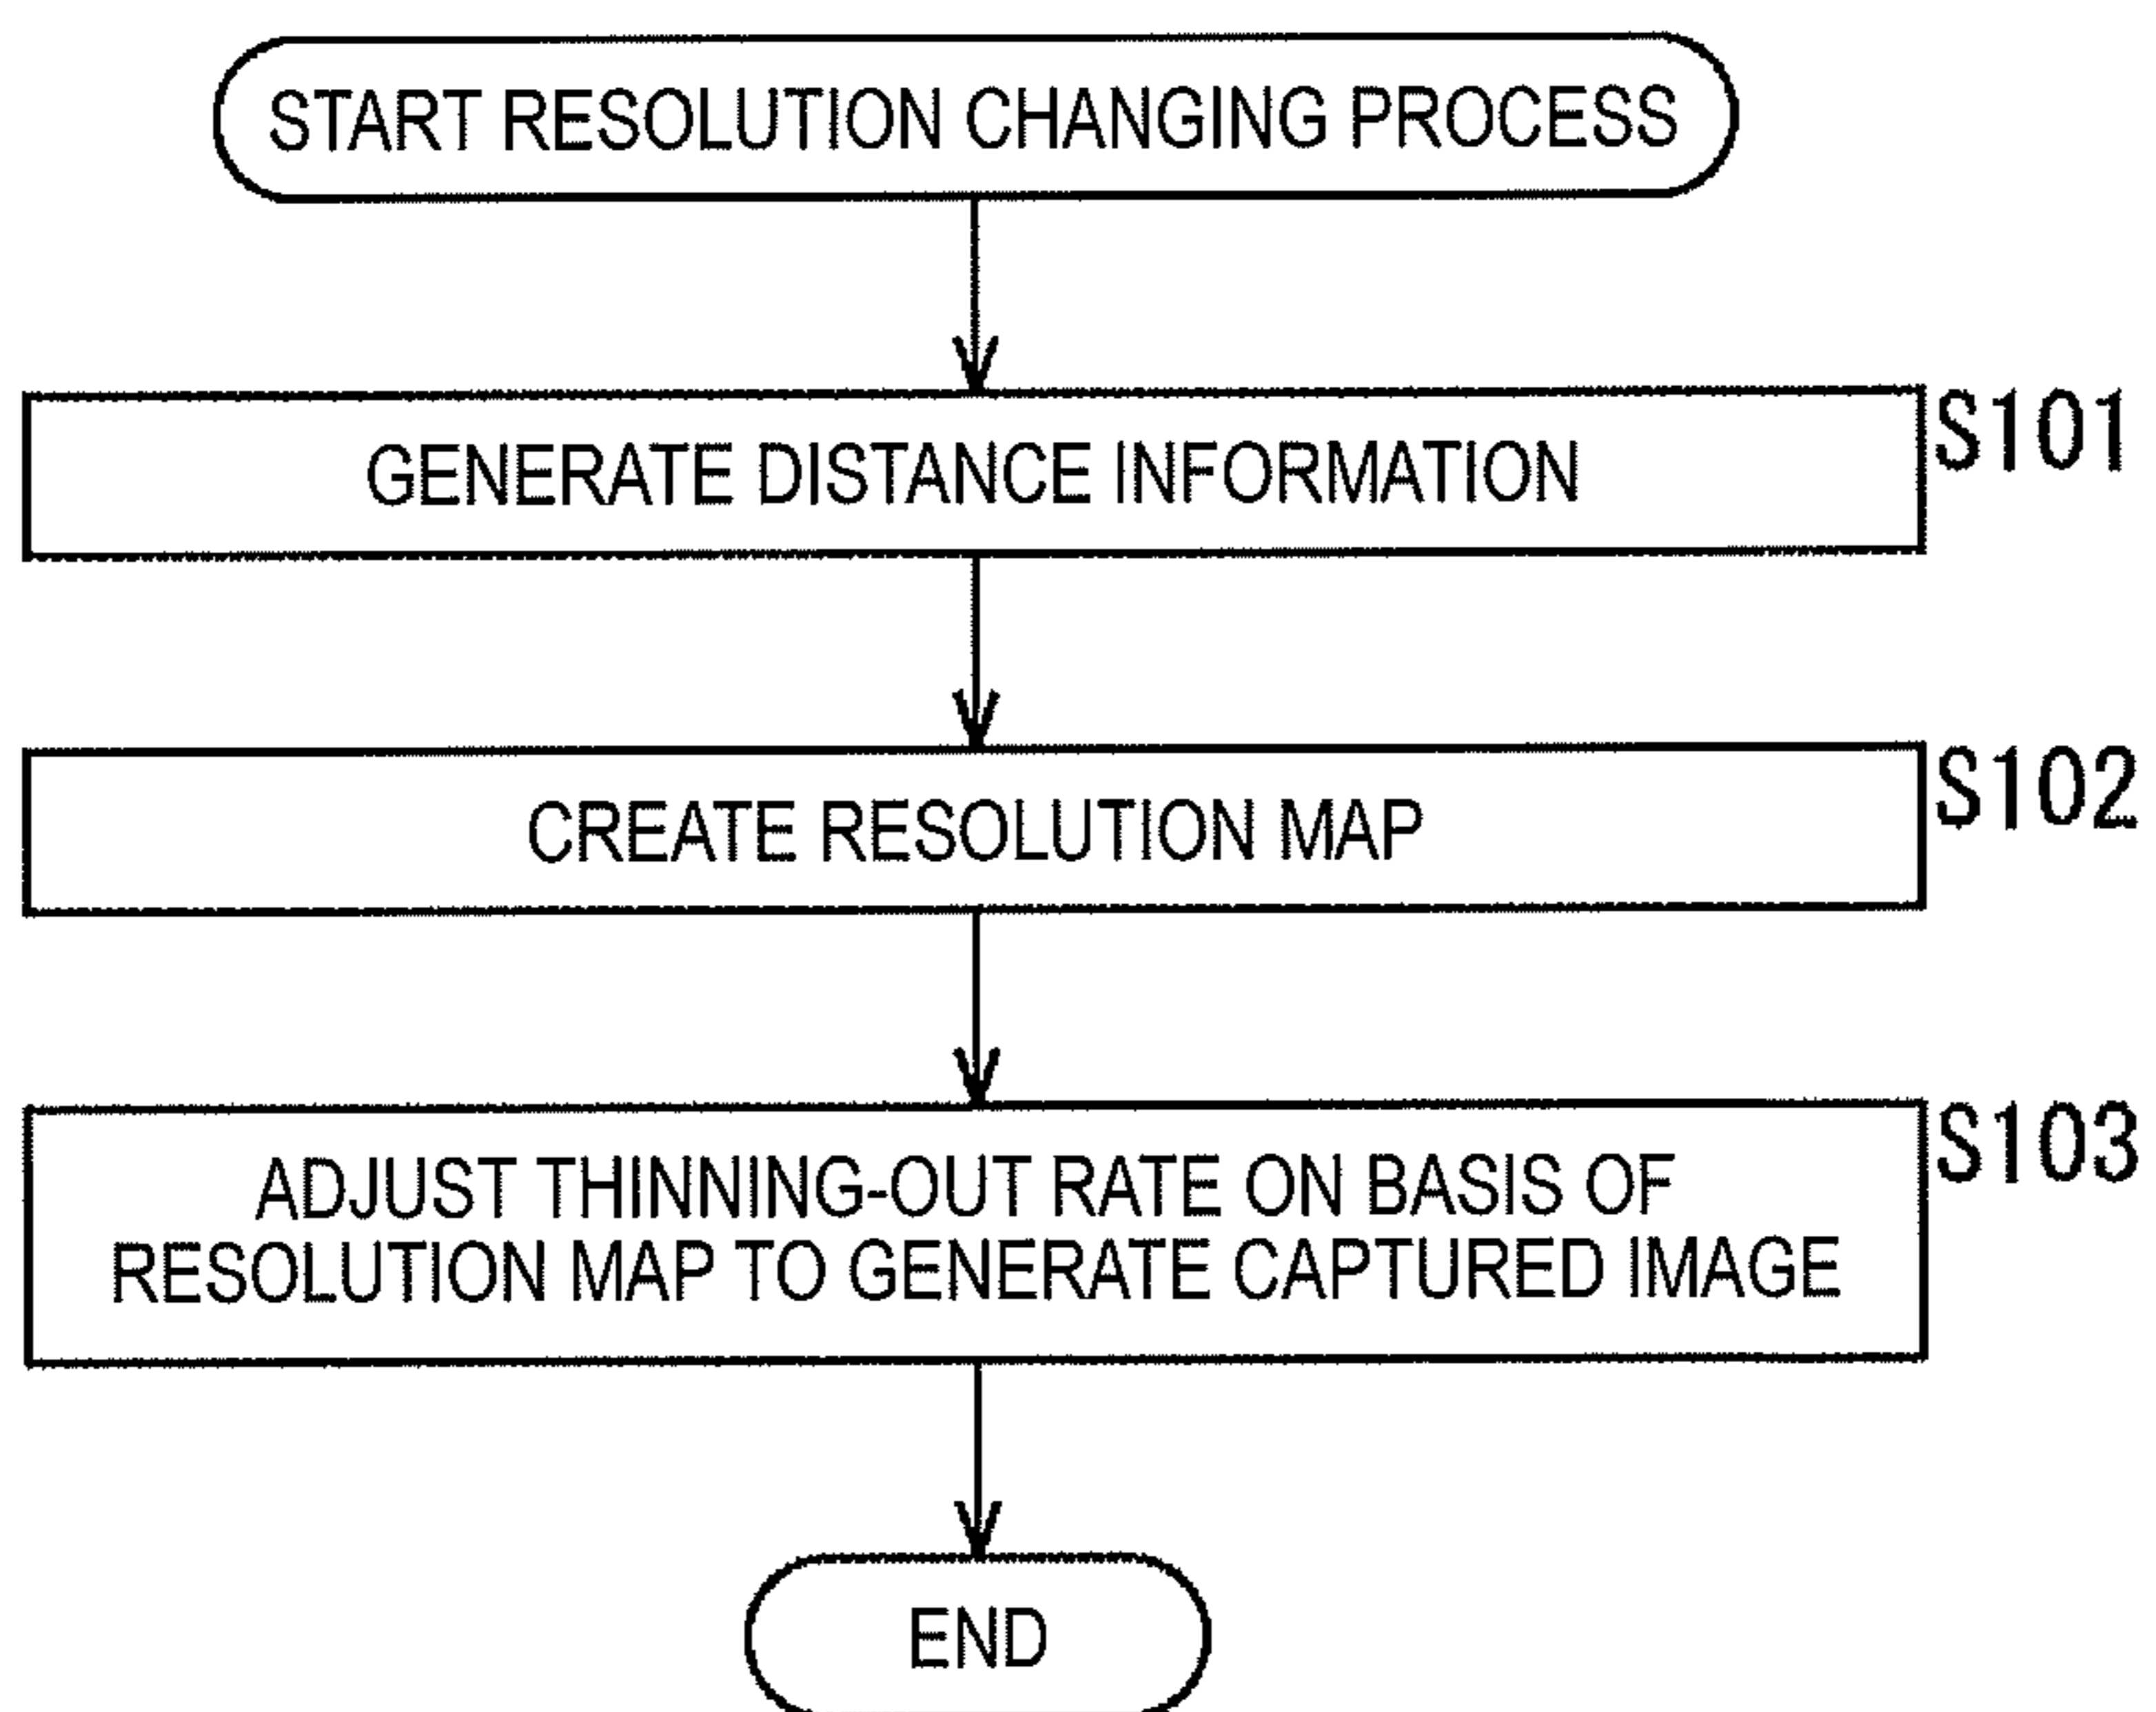 START RESOLUTION CHANGING PROCESS
S101
GENERATE DISTANCE INFORMATION
S102
CREATE RESOLUTION MAP
S103
ADJUST THINNING-OUT RATE ON BASIS OF
RESOLUTION MAP TO GENERATE CAPTURED IMAGE
END